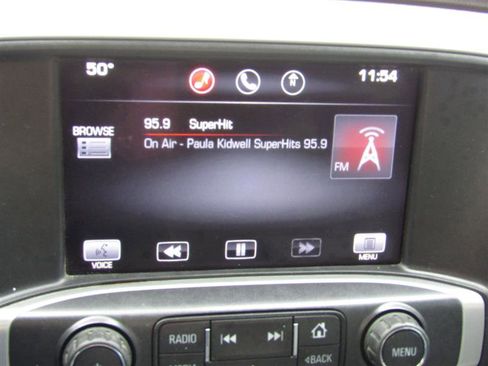 50°
N
11:54
95.9 SuperHit
BROWSE
On Air - Paula Kidwell SuperHits 95.9
FM
VOICE
MENU
RADIO
BACK
MENU